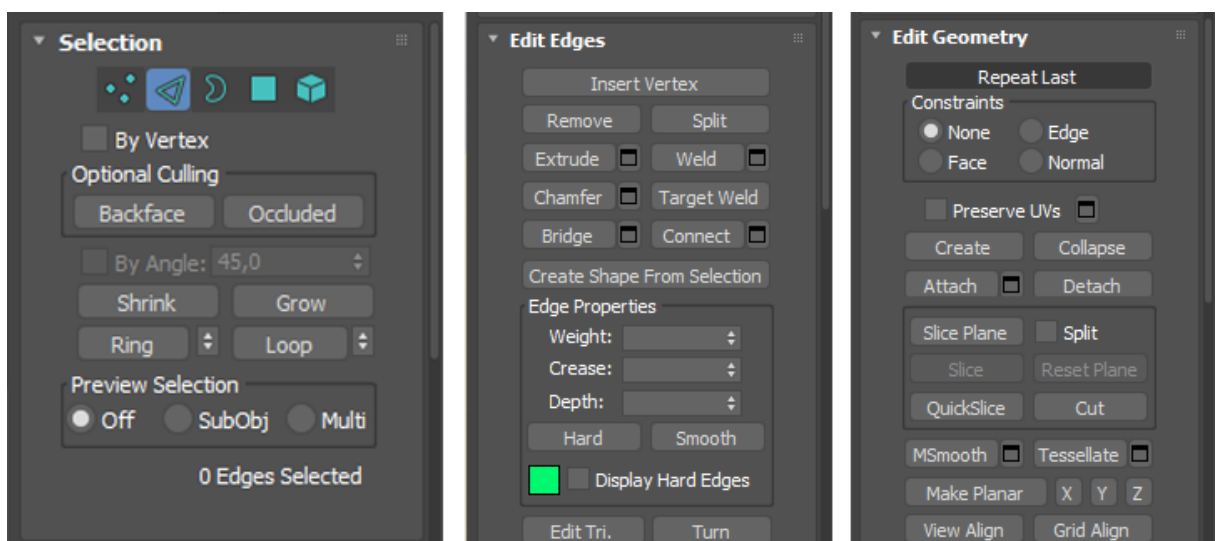 Selection
By Vertex
Optional Culling
Backface Occluded
By Angle: 45,0
Shrink Grow
Ring Loop
Preview Selection
Off SubObj Multi
0 Edges Selected
Edit Edges
Insert Vertex
Remove Split
Extrude Weld
Chamfer Target Weld
Bridge Connect
Create Shape From Selection
Edge Properties
Weight:
Crease:
Depth:
Hard Smooth
Display Hard Edges
Edit Tri. Turn
Edit Geometry
Repeat Last
Constraints
None Edge
Face Normal
Preserve UVs
Create Collapse
Attach Detach
Slice Plane Split
Slice Reset Plane
QuickSlice Cut
MSmooth Tessellate
Make Planar X Y Z
View Align Grid Align